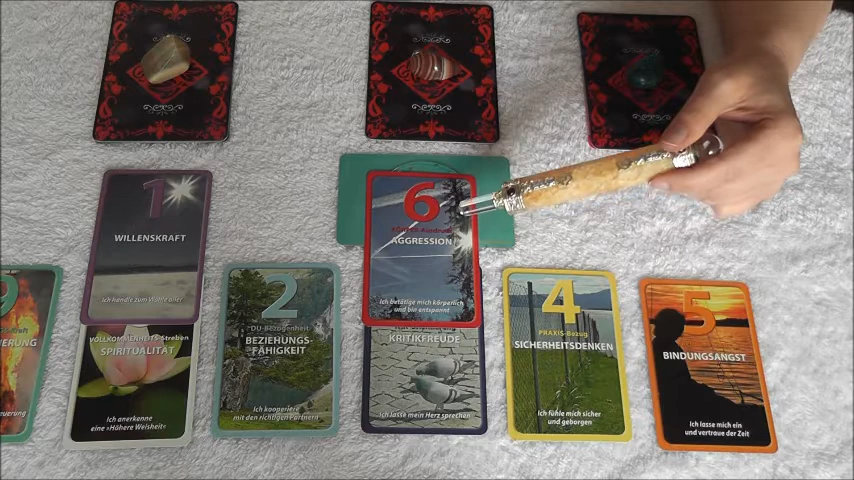 1
WILLENSKRAFT
Ich handle zum Wohle aller
6
KÖRPER-Ausdruck
AGGRESSION
Ich betätige mich körperlich
und bin entspannt
9
VOLLKOMMENHEITS-Streben
SPIRITUALITÄT
Ich anerkenne
eine »Höhere Weisheit«
2
DU-Bezogenheit
BEZIEHUNGS-
FÄHIGKEIT
Ich kooperiere
mit den richtigen Partnern
KRITIKFREUDE
Ich lasse mein Herz sprechen
4
PRAXIS-Bezug
SICHERHEITSDENKEN
Ich fühle mich sicher
und geborgen
5
BINDUNGSANGST
Ich lasse mich ein
und vertraue der Zeit